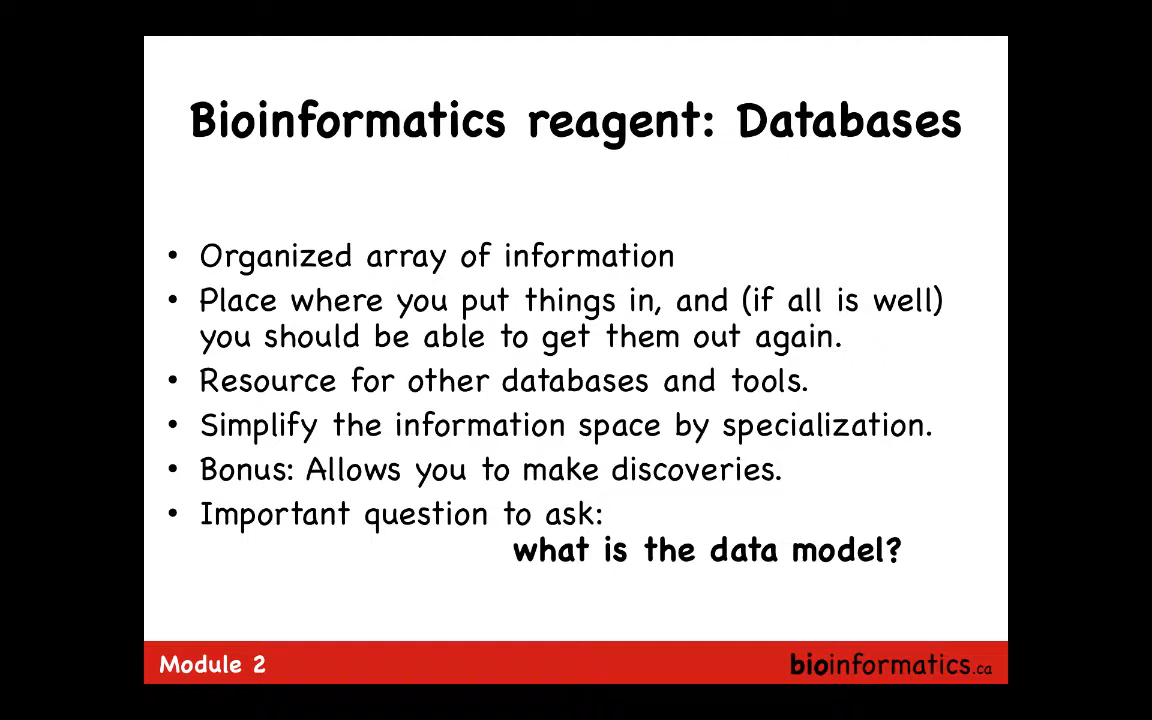 Bioinformatics reagent: Databases
• Organized array of information
• Place where you put things in, and (if all is well)
you should be able to get them out again.
• Resource for other databases and tools.
• Simplify the information space by specialization.
• Bonus: Allows you to make discoveries.
• Important question to ask:
what is the data model?
Module 2
bioinformatics.ca